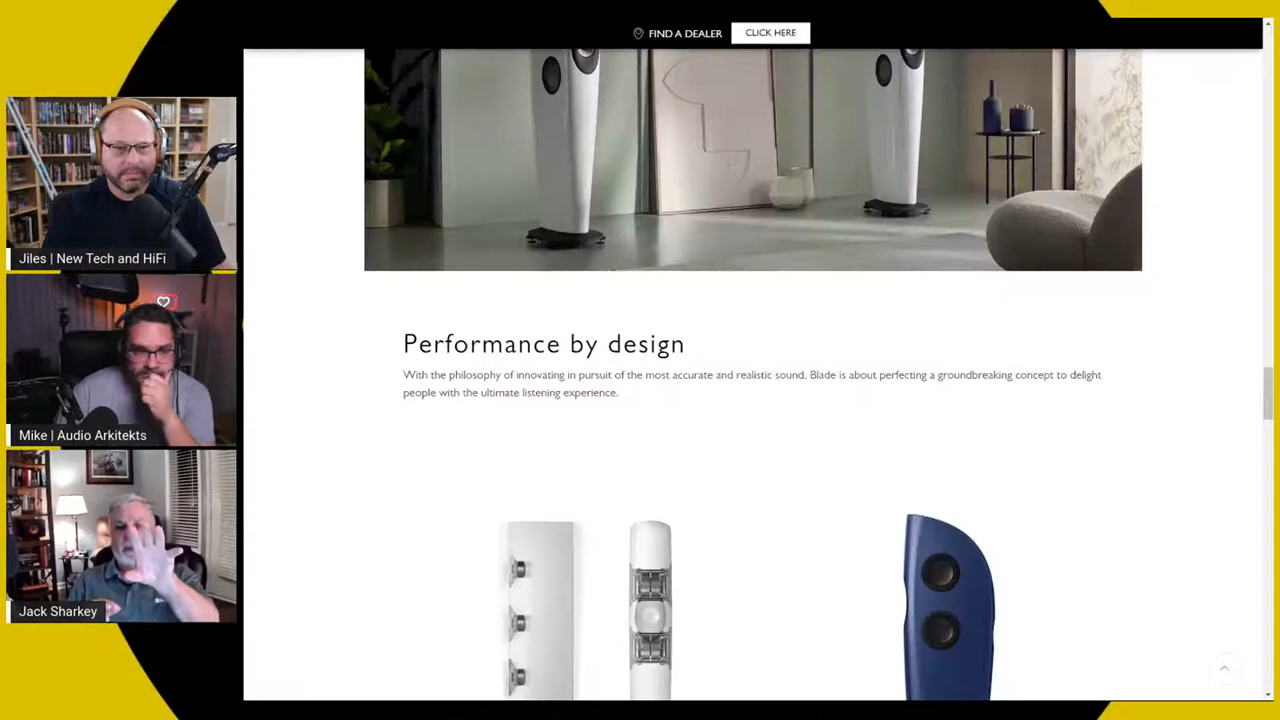 FIND A DEALER
CLICK HERE
Jiles | New Tech and HiFi
Mike | Audio Arkitekts
Jack Sharkey
Performance by design
With the philosophy of innovating in pursuit of the most accurate and realistic sound, Blade is about perfecting a groundbreaking concept to delight
people with the ultimate listening experience.